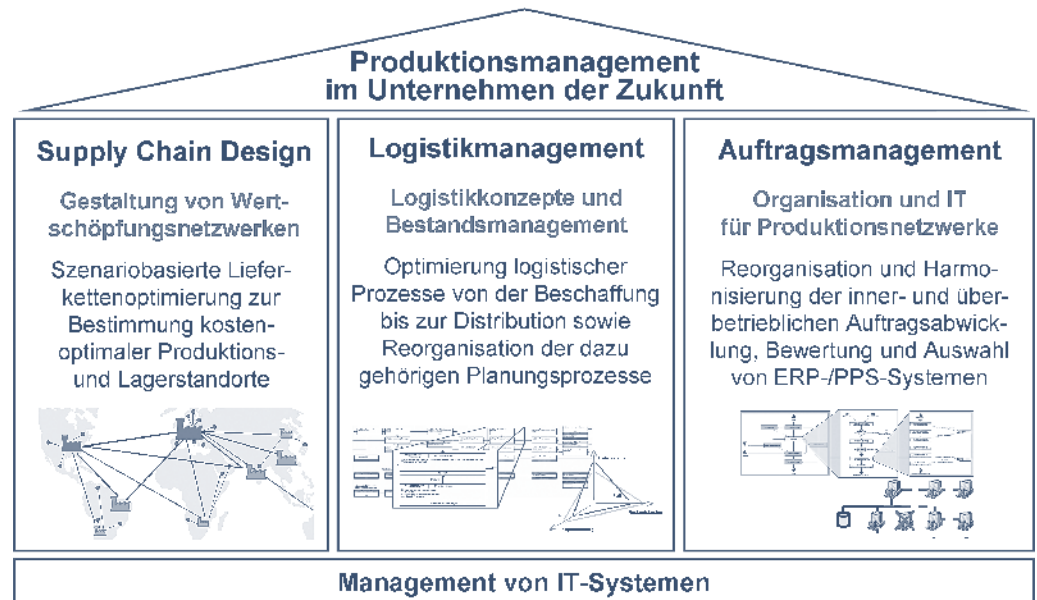 Produktionsmanagement
im Unternehmen der Zukunft
Supply Chain Design
Gestaltung von Wert-
schöpfungsnetzwerken
Szenariobasierte Liefer-
kettenoptimierung zur
Bestimmung kosten-
optimaler Produktions-
und Lagerstandorte
Logistikmanagement
Logistikkonzepte und
Bestandsmanagement
Optimierung logistischer
Prozesse von der Beschaffung
bis zur Distribution sowie
Reorganisation der dazu
gehörigen Planungsprozesse
Auftragsmanagement
Organisation und IT
für Produktionsnetzwerke
Reorganisation und Harmo-
nisierung der inner- und über-
betrieblichen Auftragsabwick-
lung, Bewertung und Auswahl
von ERP-/PPS-Systemen
Management von IT-Systemen